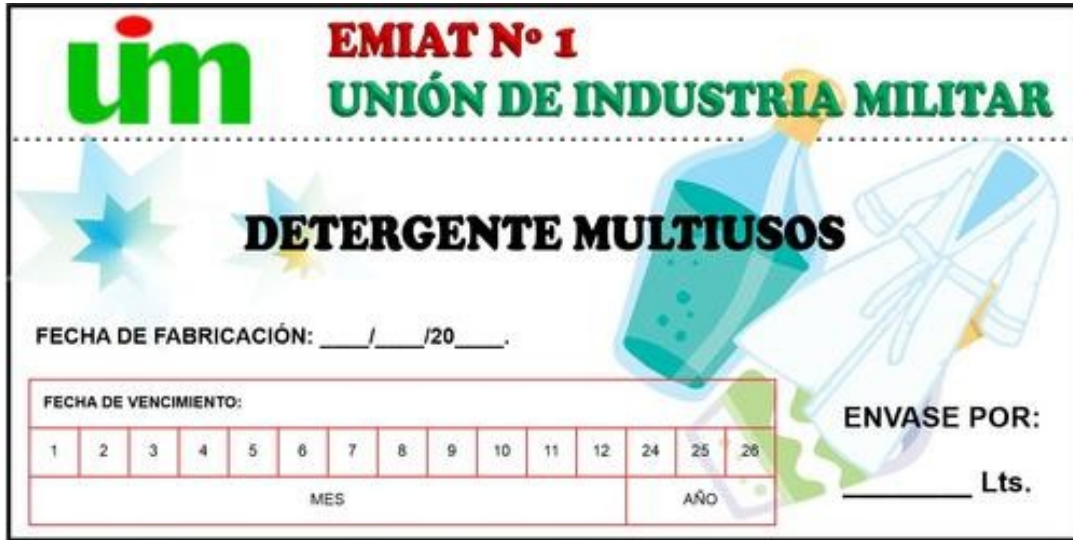 uim
EMIAT Nº 1
UNIÓN DE INDUSTRIA MILITAR
DETERGENTE MULTIUSOS
FECHA DE FABRICACIÓN: ____/____/20____.
FECHA DE VENCIMIENTO:
1 2 3 4 5 6 7 8 9 10 11 12 24 25 26
MES AÑO
ENVASE POR:
________ Lts.